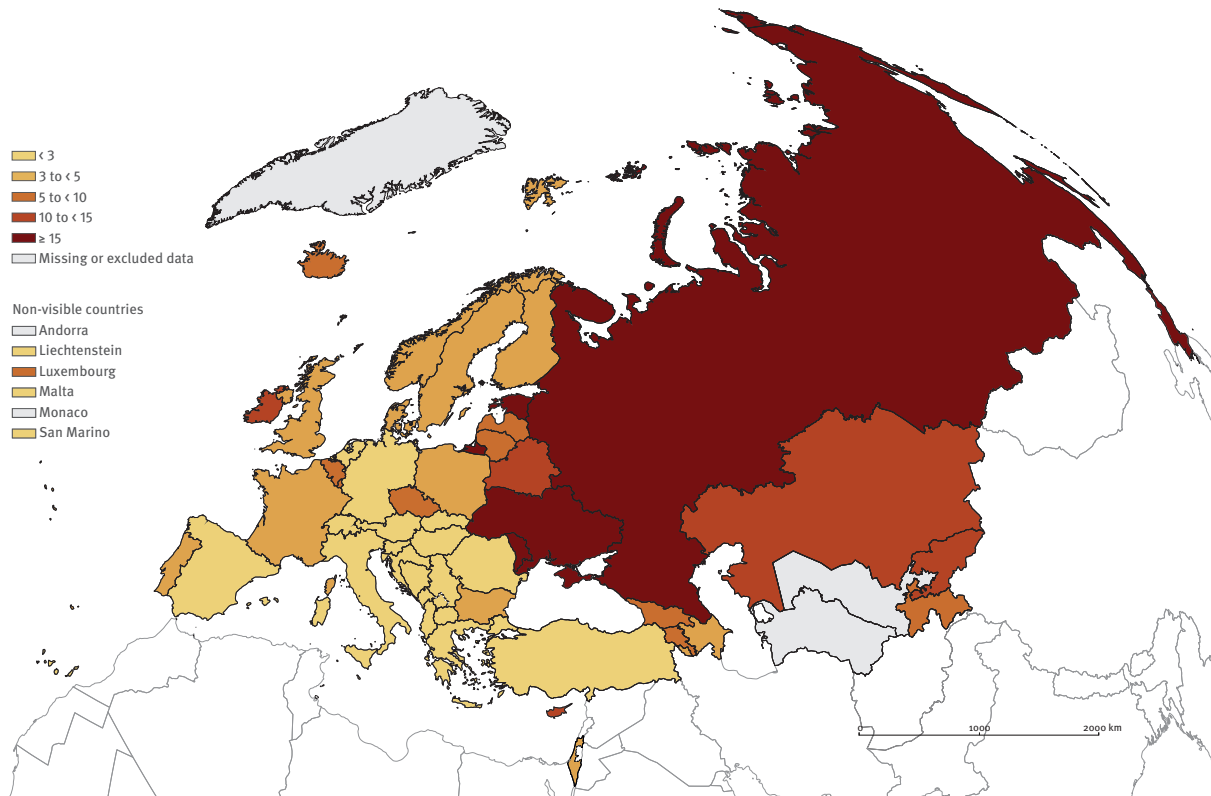 < 3
3 to < 5
5 to < 10
10 to < 15
≥ 15
Missing or excluded data
Non-visible countries
Andorra
Liechtenstein
Luxembourg
Malta
Monaco
San Marino
0 1000 2000 km